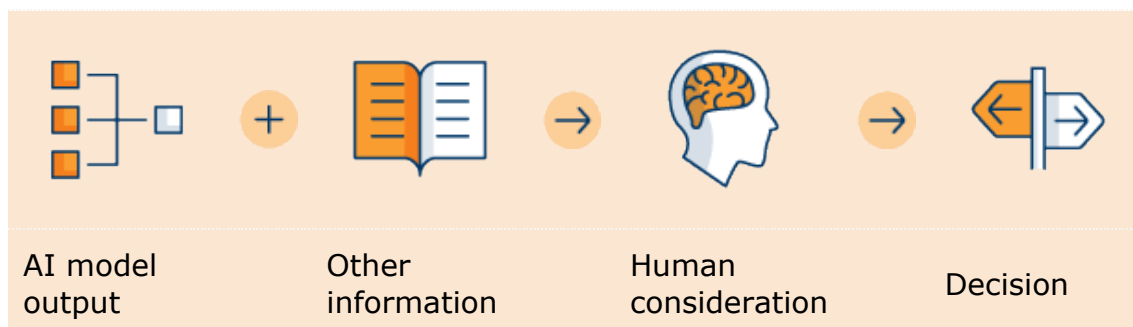 AI model
output
Other
information
Human
consideration
Decision